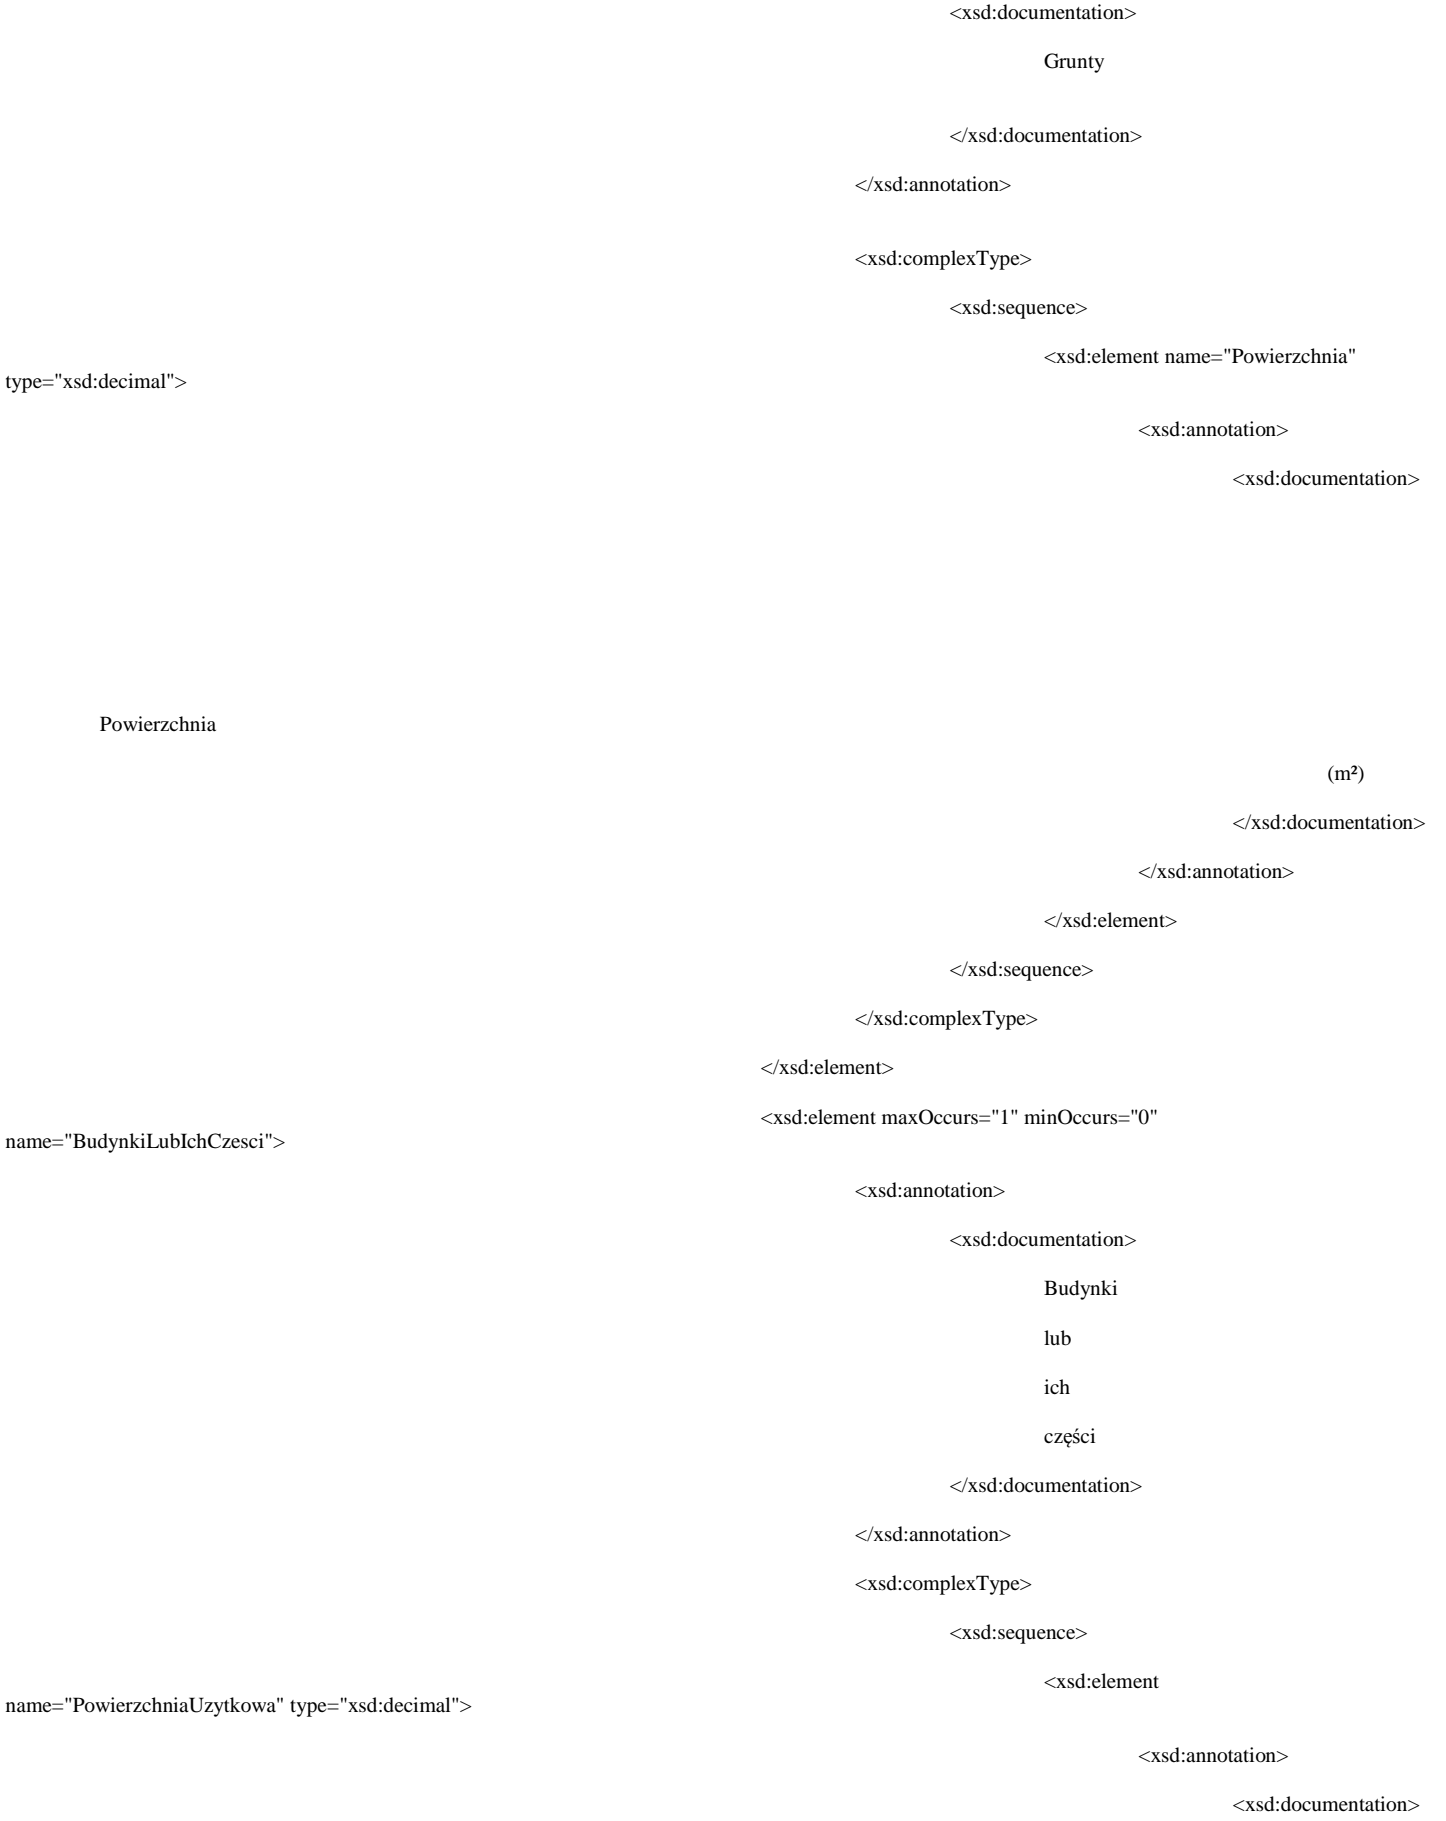 <xsd:documentation>
Grunty
</xsd:documentation>
</xsd:annotation>
<xsd:complexType>
<xsd:sequence>
<xsd:element name="Powierzchnia"
type="xsd:decimal">
<xsd:annotation>
<xsd:documentation>
Powierzchnia
(m²)
</xsd:documentation>
</xsd:annotation>
</xsd:element>
</xsd:sequence>
</xsd:complexType>
</xsd:element>
<xsd:element maxOccurs="1" minOccurs="0"
name="BudynkiLubIchCzesci">
<xsd:annotation>
<xsd:documentation>
Budynki
lub
ich
części
</xsd:documentation>
</xsd:annotation>
<xsd:complexType>
<xsd:sequence>
<xsd:element
name="PowierzchniaUzytkowa" type="xsd:decimal">
<xsd:annotation>
<xsd:documentation>